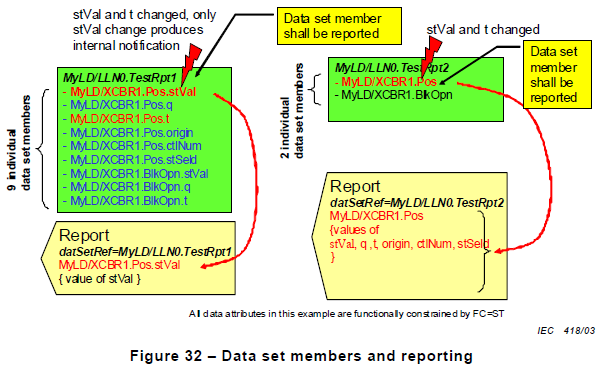 stVal and t changed, only
stVal change produces
internal notification
Data set member
shall be reported
MyLD/LLN0.TestRpt1
- MyLD/XCBR1.Pos.stVal
- MyLD/XCBR1.Pos.q
- MyLD/XCBR1.Pos.t
- MyLD/XCBR1.Pos.origin
- MyLD/XCBR1.Pos.ctlNum
- MyLD/XCBR1.Pos.stSeld
- MyLD/XCBR1.BlkOpn.stVal
- MyLD/XCBR1.BlkOpn.q
- MyLD/XCBR1.BlkOpn.t
9 individual
data set members
Report
datSetRef=MyLD/LLN0.TestRpt1
MyLD/XCBR1.Pos.stVal
{ value of stVal }
stVal and t changed
Data set
member
shall be
reported
MyLD/LLN0.TestRpt2
- MyLD/XCBR1.Pos
- MyLD/XCBR1.BlkOpn
2 individual
data set members
Report
datSetRef=MyLD/LLN0.TestRpt2
MyLD/XCBR1.Pos
{values of
stVal, q ,t, origin, ctlNum, stSeld
}
All data attributes in this example are functionally constrained by FC=ST
IEC 418/03
Figure 32 – Data set members and reporting